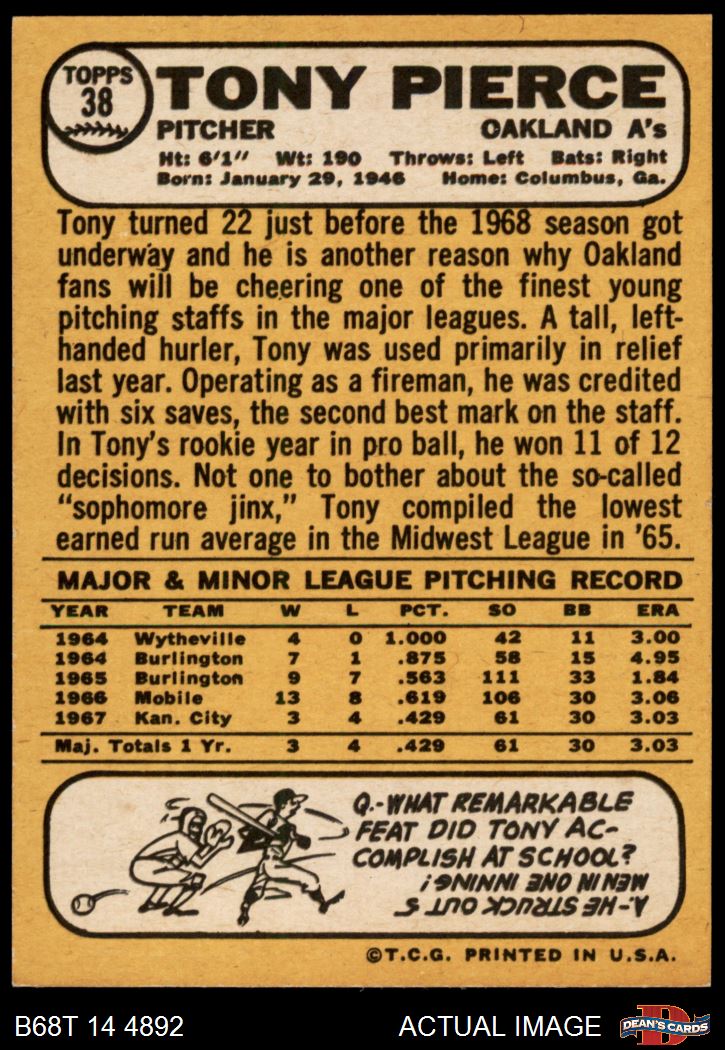 TOPPS
38
TONY PIERCE
PITCHER OAKLAND A's
Ht: 6'1" Wt: 190 Throws: Left Bats: Right
Born: January 29, 1946 Home: Columbus, Ga.
Tony turned 22 just before the 1968 season got
underway and he is another reason why Oakland
fans will be cheering one of the finest young
pitching staffs in the major leagues. A tall, left-
handed hurler, Tony was used primarily in relief
last year. Operating as a fireman, he was credited
with six saves, the second best mark on the staff.
In Tony's rookie year in pro ball, he won 11 of 12
decisions. Not one to bother about the so-called
"sophomore jinx," Tony compiled the lowest
earned run average in the Midwest League in '65.
MAJOR & MINOR LEAGUE PITCHING RECORD
YEAR TEAM W L PCT. SO BB ERA
1964 Wytheville 4 0 1.000 42 11 3.00
1964 Burlington 7 1 .875 58 15 4.95
1965 Burlington 9 7 .563 111 33 1.84
1966 Mobile 13 8 .619 106 30 3.06
1967 Kan. City 3 4 .429 61 30 3.03
Maj. Totals 1 Yr. 3 4 .429 61 30 3.03
Q.-WHAT REMARKABLE
FEAT DID TONY AC-
COMPLISH AT SCHOOL?
A-HE STRUCK OUT 5
MEN IN ONE INNING!
©T.C.G. PRINTED IN U.S.A.
B68T 14 4892 ACTUAL IMAGE
D
DEAN'S CARDS